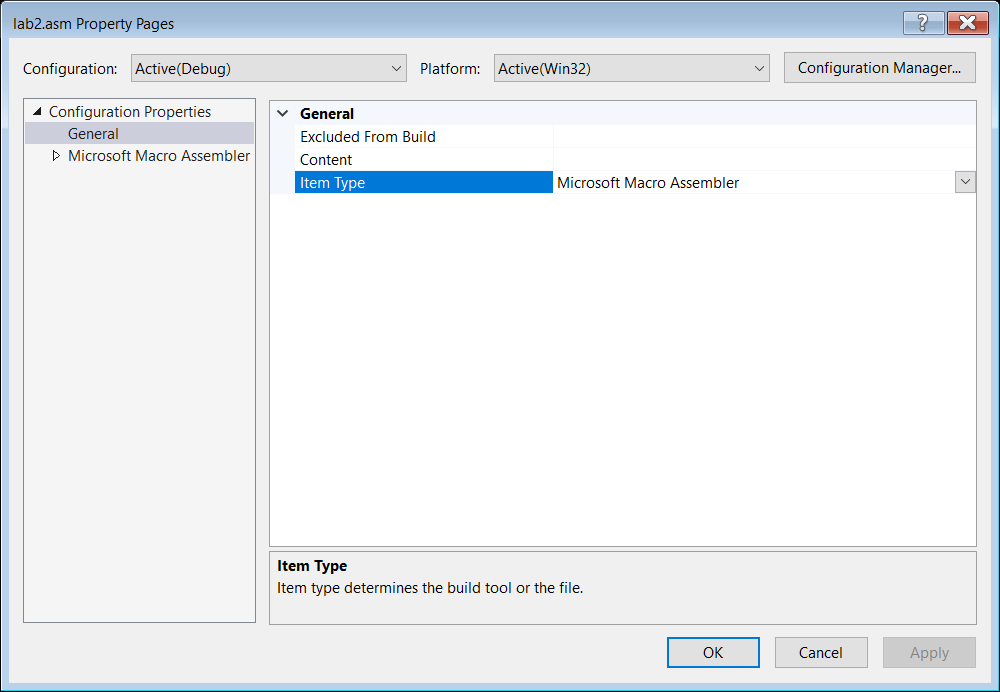 lab2.asm Property Pages
?
Configuration: Active(Debug) Platform: Active(Win32) Configuration Manager...
Configuration Properties
General
Microsoft Macro Assembler
General
Excluded From Build
Content
Item Type Microsoft Macro Assembler
Item Type
Item type determines the build tool or the file.
OK Cancel Apply